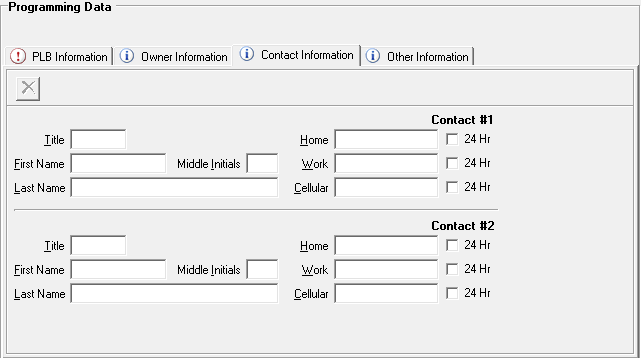 Programming Data
PLB Information Owner Information Contact Information Other Information
Contact #1
Title Home 24 Hr
First Name Middle Initials Work 24 Hr
Last Name Cellular 24 Hr
Contact #2
Title Home 24 Hr
First Name Middle Initials Work 24 Hr
Last Name Cellular 24 Hr